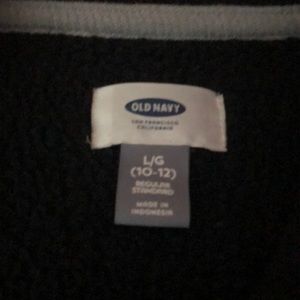 OLD NAVY
SAN FRANCISCO
CALIFORNIA
L/G
(10-12)
REGULAR
STANDARD
MADE IN
INDONESIA